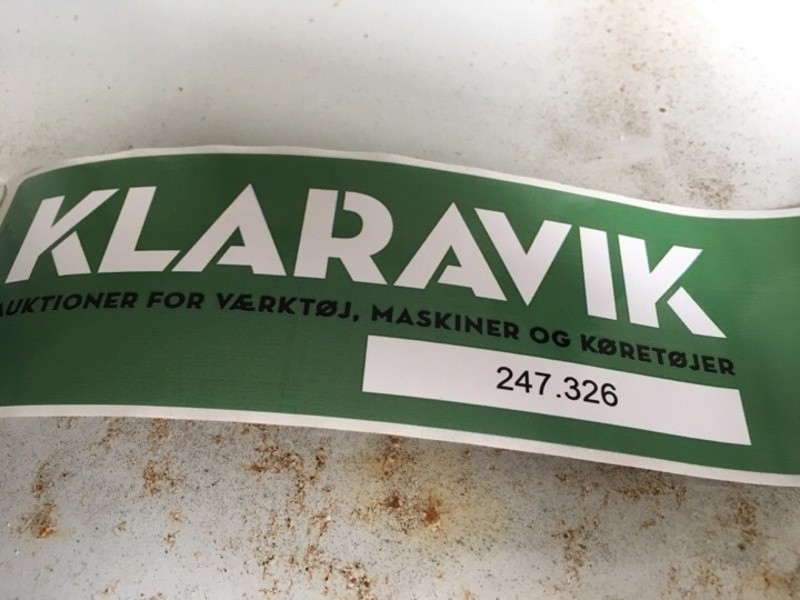 KLARAVIK
AUKTIONER FOR VÆRKTØJ, MASKINER OG KØRETØJER
247.326